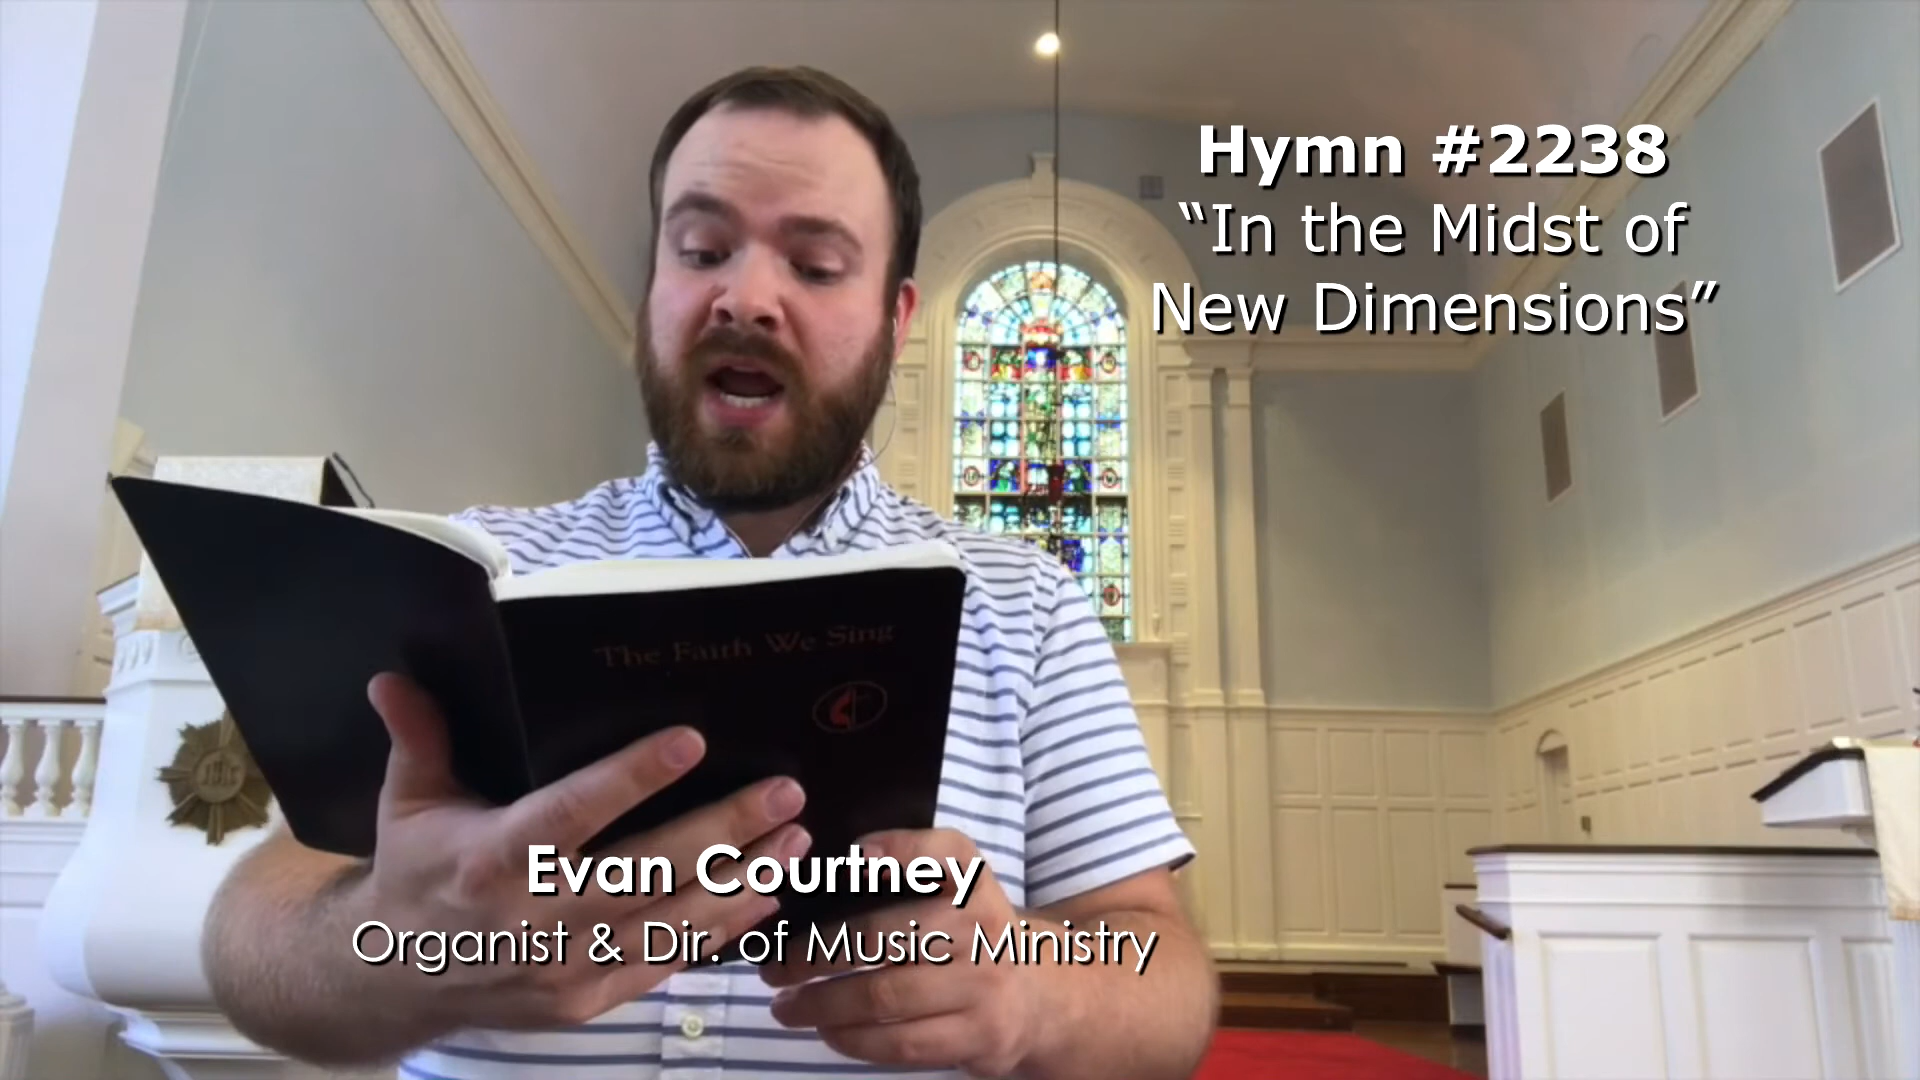 Hymn #2238
“In the Midst of
New Dimensions”
The Faith We Sing
Evan Courtney
Organist & Dir. of Music Ministry